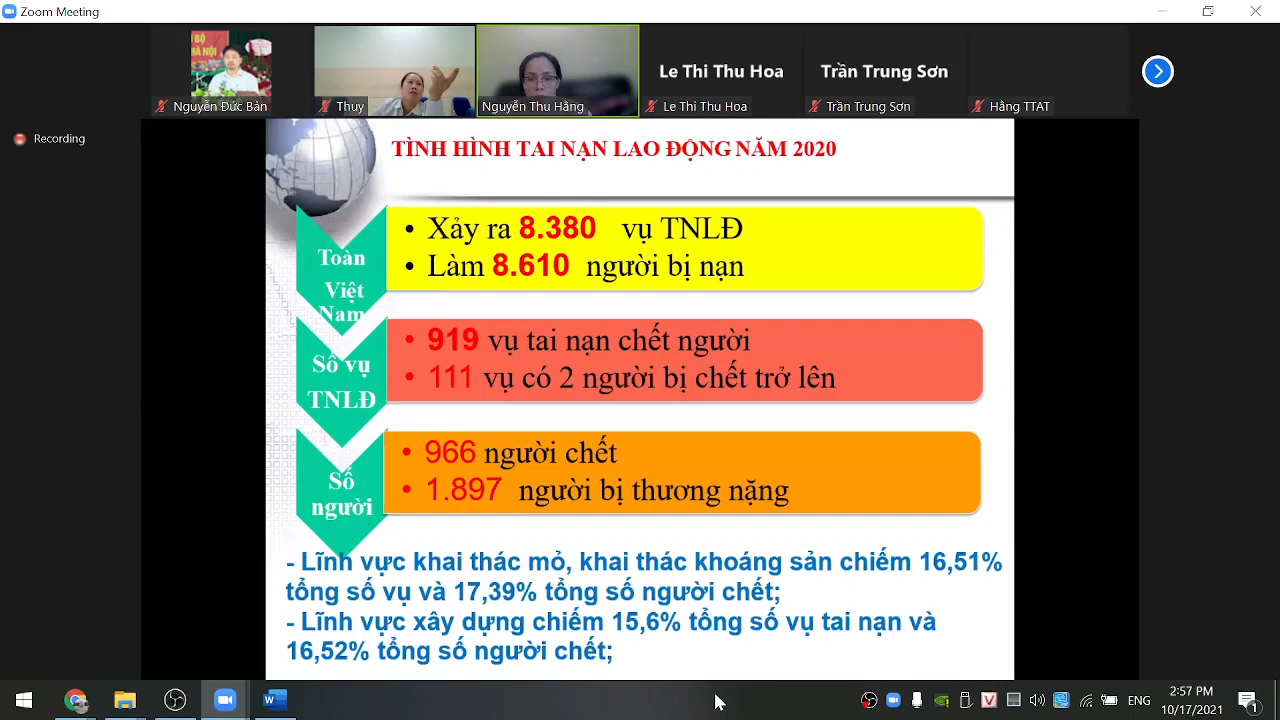 Zoom Meeting
BỘ
HÀ NỘI
Nguyễn Đức Bản
Thuy
Nguyễn Thu Hằng
Le Thi Thu Hoa
Le Thi Thu Hoa
Trần Trung Sơn
Trần Trung Sơn
Hằng TTAT
Recording
TÌNH HÌNH TAI NẠN LAO ĐỘNG NĂM 2020
Toàn
Việt
Nam
• Xảy ra 8.380 vụ TNLĐ
• Làm 8.610 người bị nạn
Số vụ
TNLĐ
• 919 vụ tai nạn chết người
• 111 vụ có 2 người bị chết trở lên
Số
người
• 966 người chết
• 1.897 người bị thương nặng
- Lĩnh vực khai thác mỏ, khai thác khoáng sản chiếm 16,51%
tổng số vụ và 17,39% tổng số người chết;
- Lĩnh vực xây dựng chiếm 15,6% tổng số vụ tai nạn và
16,52% tổng số người chết;
ENG
2:57 PM
10/17/2021
1